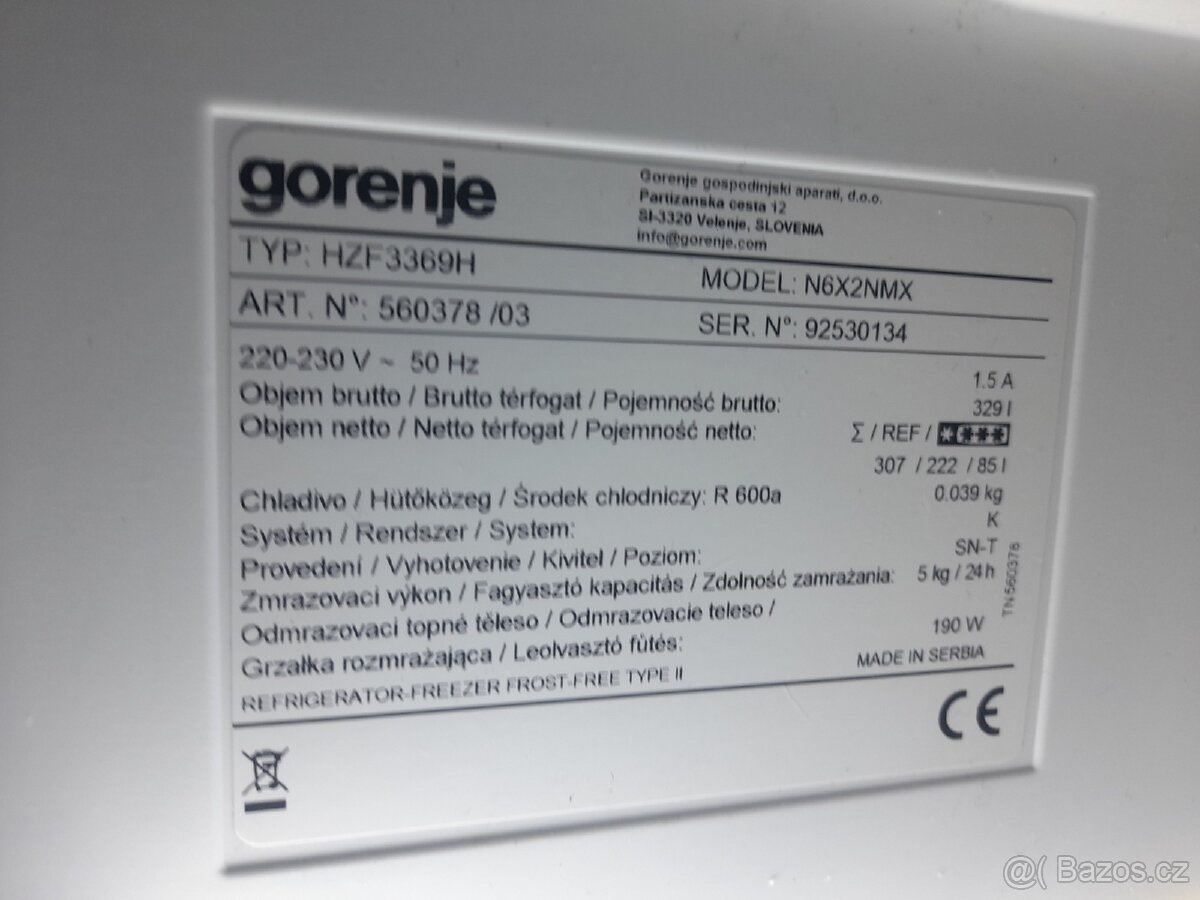 gorenje
Gorenje gospodinjski aparati, d.o.o.
Partizanska cesta 12
SI-3320 Velenje, SLOVENIA
info@gorenje.com
TYP: HZF3369H MODEL: N6X2NMX
ART. Nº: 560378 /03 SER. Nº: 92530134
220-230 V ~ 50 Hz 1.5 A
Objem brutto / Brutto térfogat / Pojemność brutto: 329 l
Objem netto / Netto térfogat / Pojemność netto: Σ / REF / ****
307 / 222 / 85 l
Chladivo / Hűtőközeg / Środek chlodniczy: R 600a 0.039 kg
Systém / Rendszer / System: K
Provedení / Vyhotovenie / Kivitel / Poziom: SN-T
Zmrazovací výkon / Fagyasztó kapacitás / Zdolność zamrażania: 5 kg / 24h
Odmrazovací topné těleso / Odmrazovacie teleso /
Grzałka rozmrażająca / Leolvasztó fűtés: 190 W
REFRIGERATOR-FREEZER FROST-FREE TYPE II MADE IN SERBIA
TN 560378
CE
@( Bazos.cz